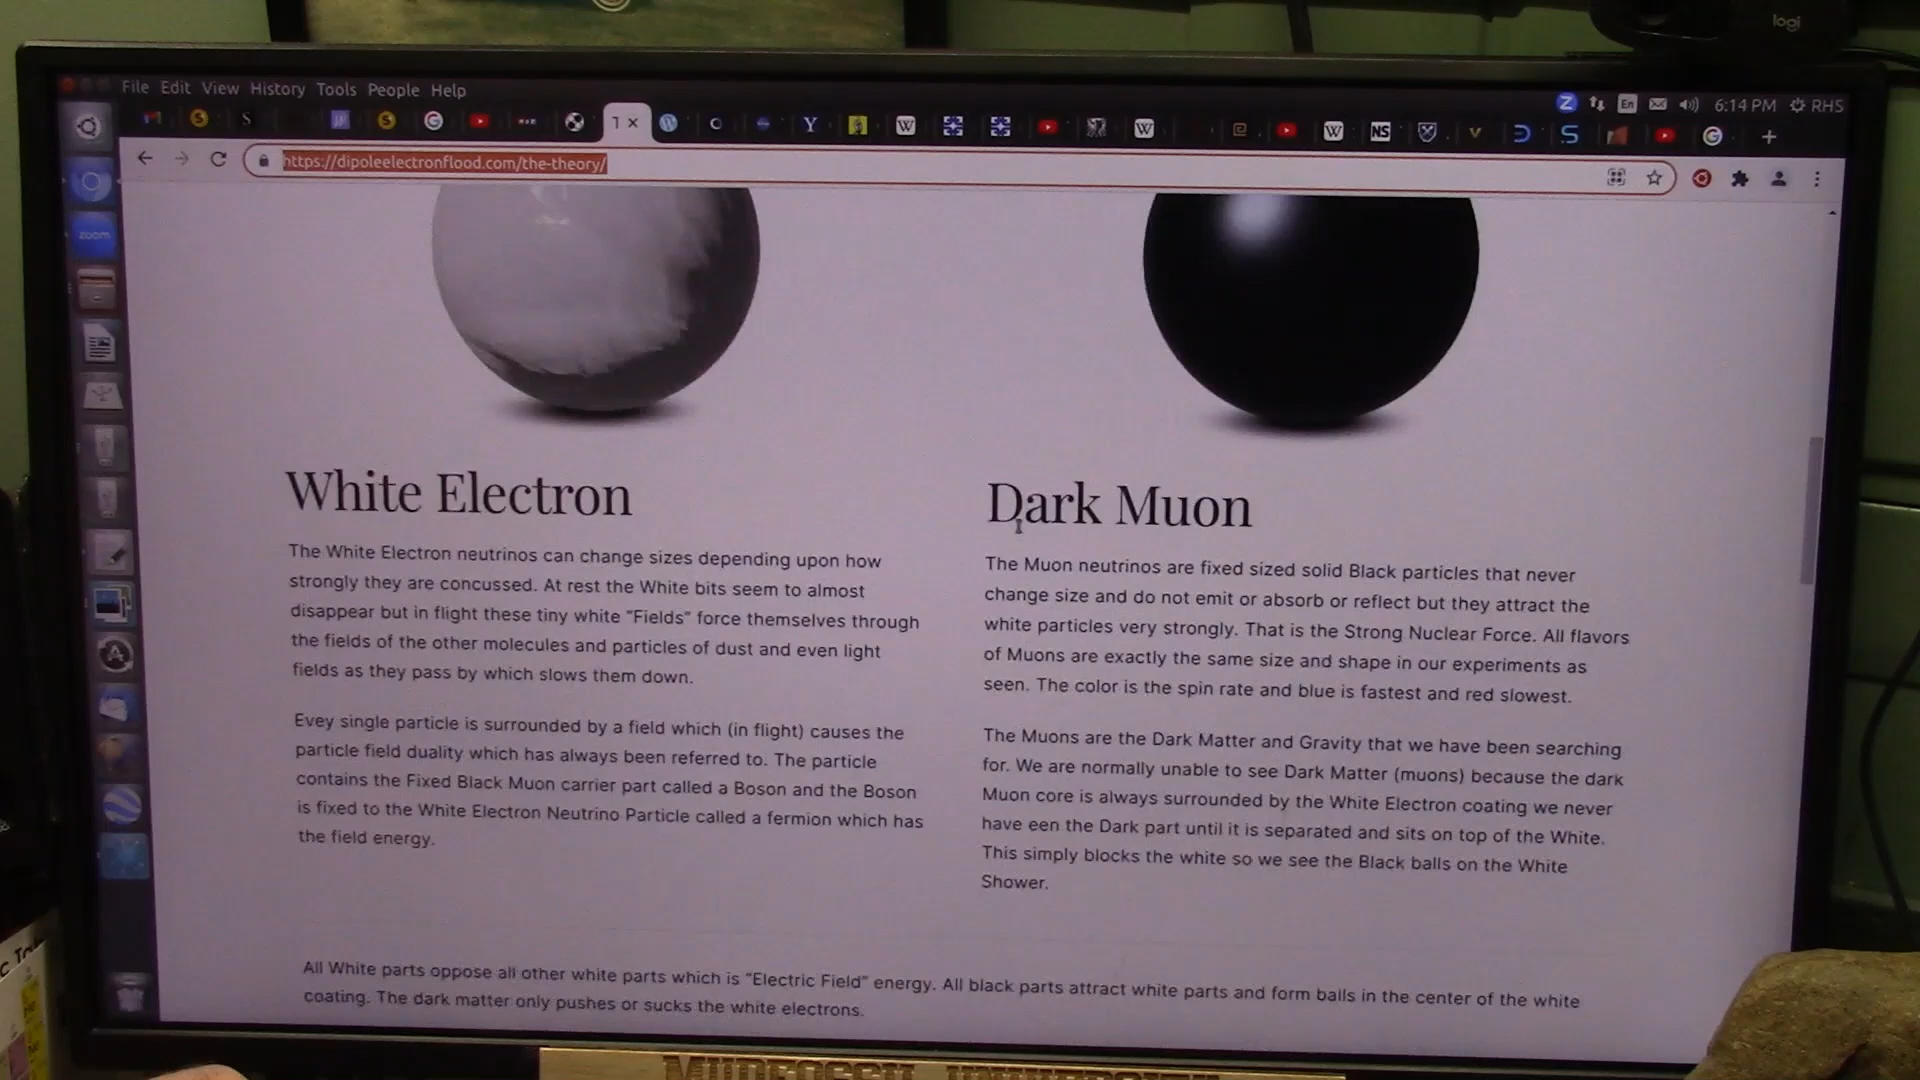 logi
File Edit View History Tools People Help
6:14 PM RHS
En
https://dipoleelectronflood.com/the-theory/
zoom
White Electron
The White Electron neutrinos can change sizes depending upon how
strongly they are concussed. At rest the White bits seem to almost
disappear but in flight these tiny white "Fields" force themselves through
the fields of the other molecules and particles of dust and even light
fields as they pass by which slows them down.
Evey single particle is surrounded by a field which (in flight) causes the
particle field duality which has always been referred to. The particle
contains the Fixed Black Muon carrier part called a Boson and the Boson
is fixed to the White Electron Neutrino Particle called a fermion which has
the field energy.
Dark Muon
The Muon neutrinos are fixed sized solid Black particles that never
change size and do not emit or absorb or reflect but they attract the
white particles very strongly. That is the Strong Nuclear Force. All flavors
of Muons are exactly the same size and shape in our experiments as
seen. The color is the spin rate and blue is fastest and red slowest.
The Muons are the Dark Matter and Gravity that we have been searching
for. We are normally unable to see Dark Matter (muons) because the dark
Muon core is always surrounded by the White Electron coating we never
have een the Dark part until it is separated and sits on top of the White.
This simply blocks the white so we see the Black balls on the White
Shower.
All White parts oppose all other white parts which is "Electric Field" energy. All black parts attract white parts and form balls in the center of the white
coating. The dark matter only pushes or sucks the white electrons.